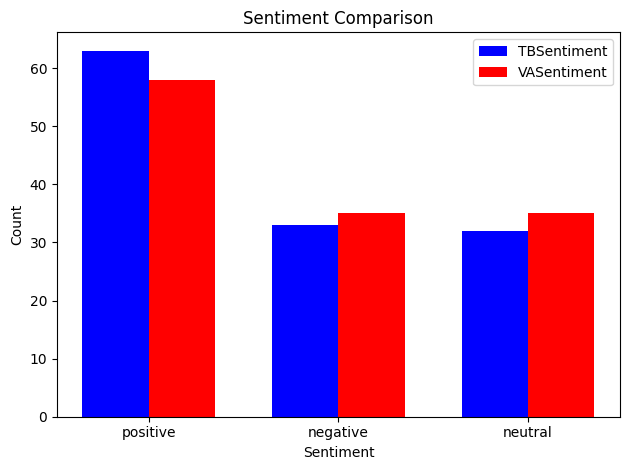 Sentiment Comparison
TBSentiment
VASentiment
60
50
40
30
20
10
0
Count
positive
negative
neutral
Sentiment